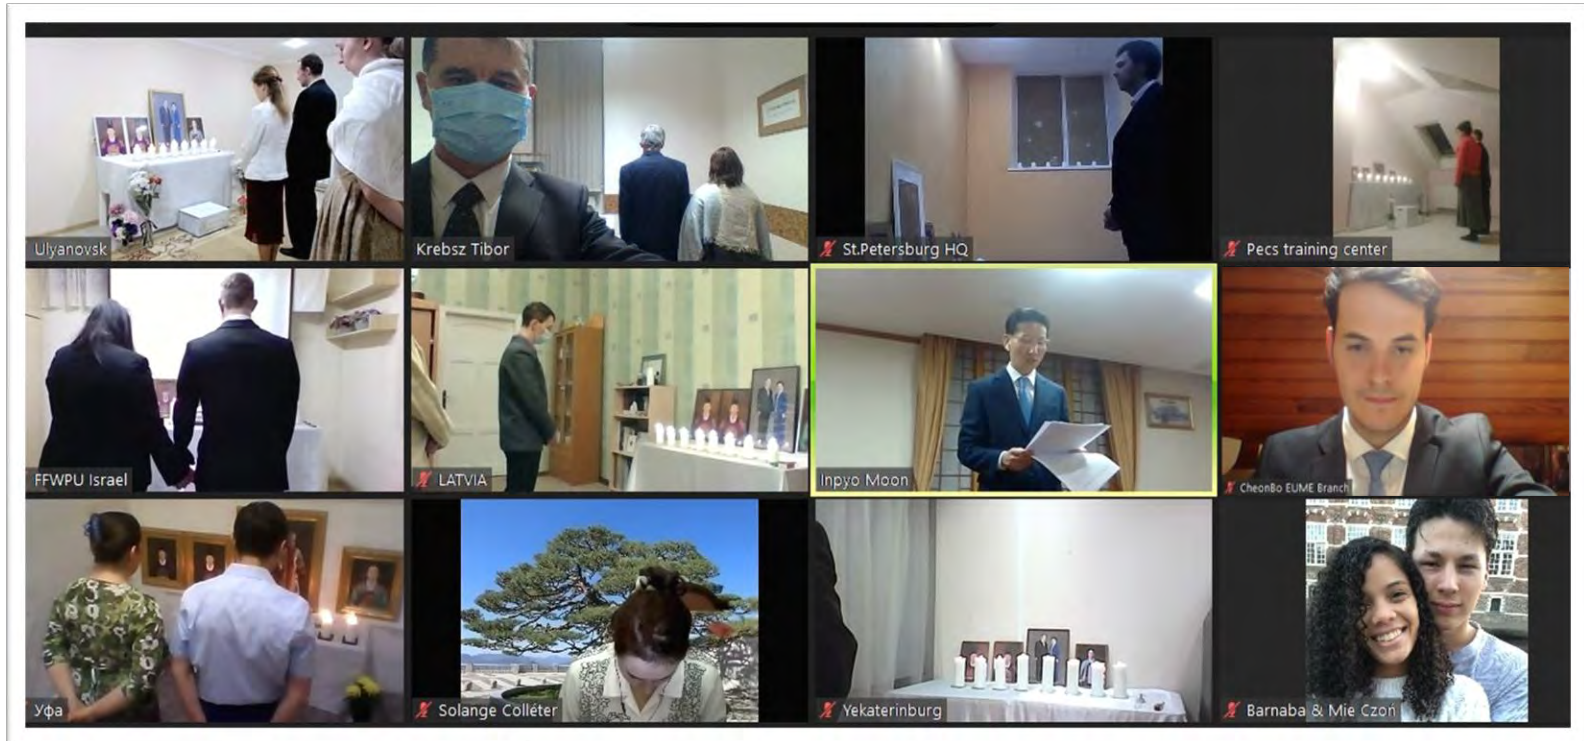 Ulyanovsk
Krebsz Tibor
St.Petersburg HQ
Pecs training center
FFWPU Israel
LATVIA
Inpyo Moon
CheonBo EUME Branch
Уфа
Solange Colléter
Yekaterinburg
Barnaba & Mie Czoń